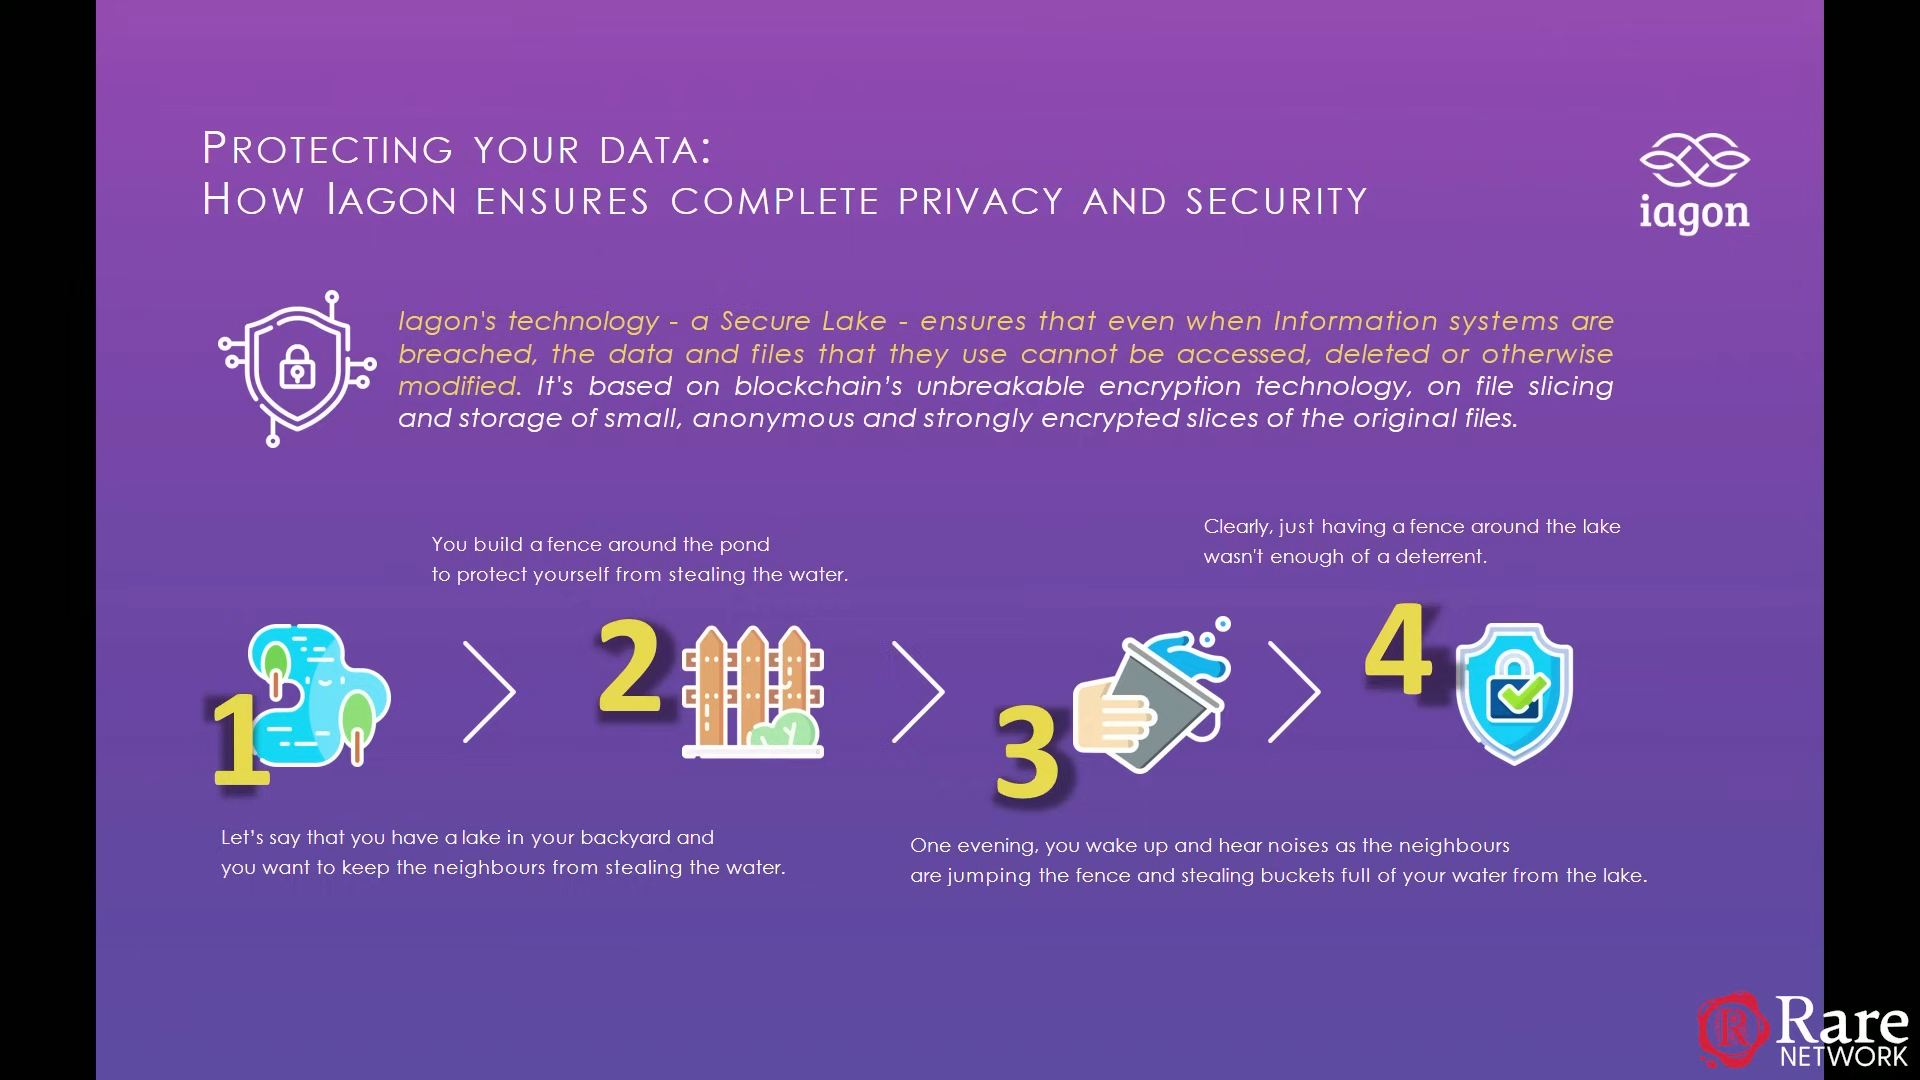 PROTECTING YOUR DATA:
HOW IAGON ENSURES COMPLETE PRIVACY AND SECURITY
iagon
Iagon's technology - a Secure Lake - ensures that even when Information systems are
breached, the data and files that they use cannot be accessed, deleted or otherwise
modified. It's based on blockchain's unbreakable encryption technology, on file slicing
and storage of small, anonymous and strongly encrypted slices of the original files.
1
Let's say that you have a lake in your backyard and
you want to keep the neighbours from stealing the water.
You build a fence around the pond
to protect yourself from stealing the water.
2
3
One evening, you wake up and hear noises as the neighbours
are jumping the fence and stealing buckets full of your water from the lake.
Clearly, just having a fence around the lake
wasn't enough of a deterrent.
4
R
Rare
NETWORK